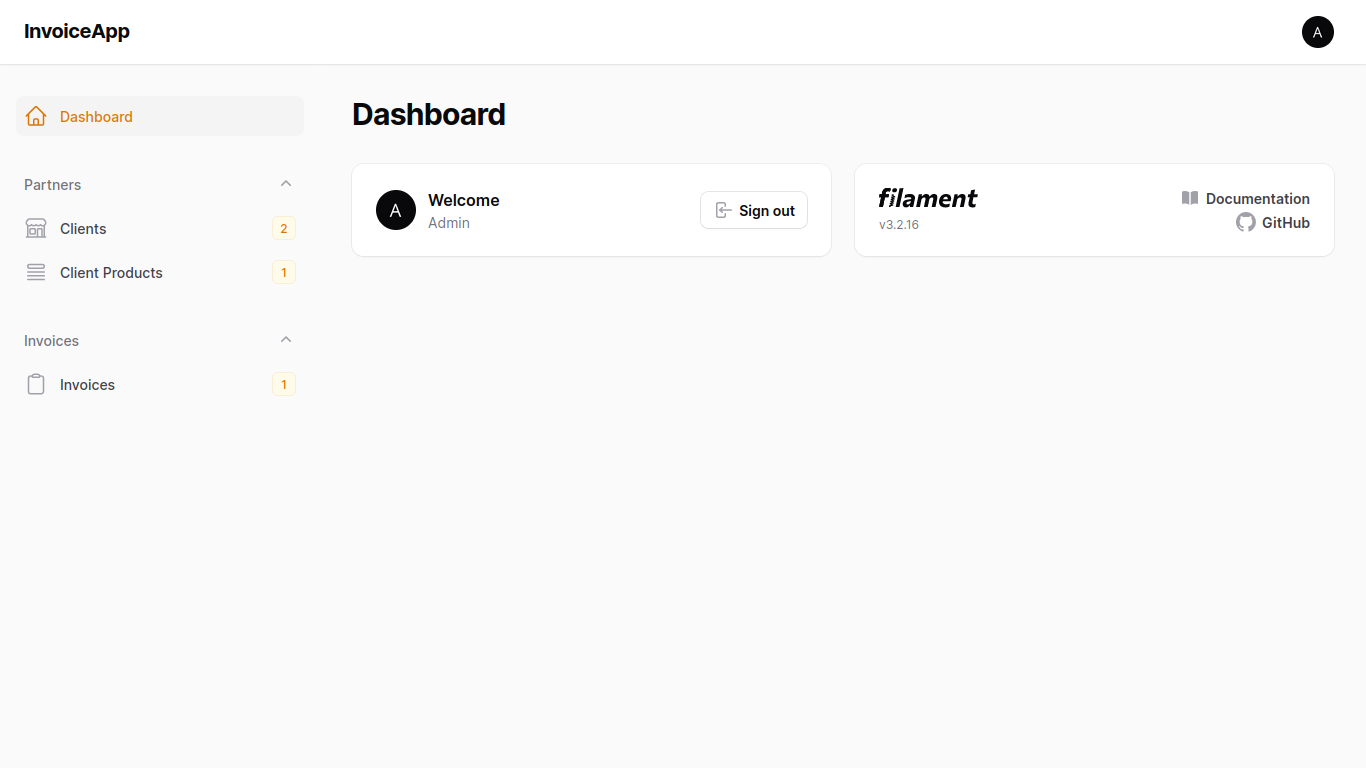 InvoiceApp
A
Dashboard
Partners
Clients 2
Client Products 1
Invoices
Invoices 1
Dashboard
A
Welcome
Admin
Sign out
filament
v3.2.16
Documentation
GitHub